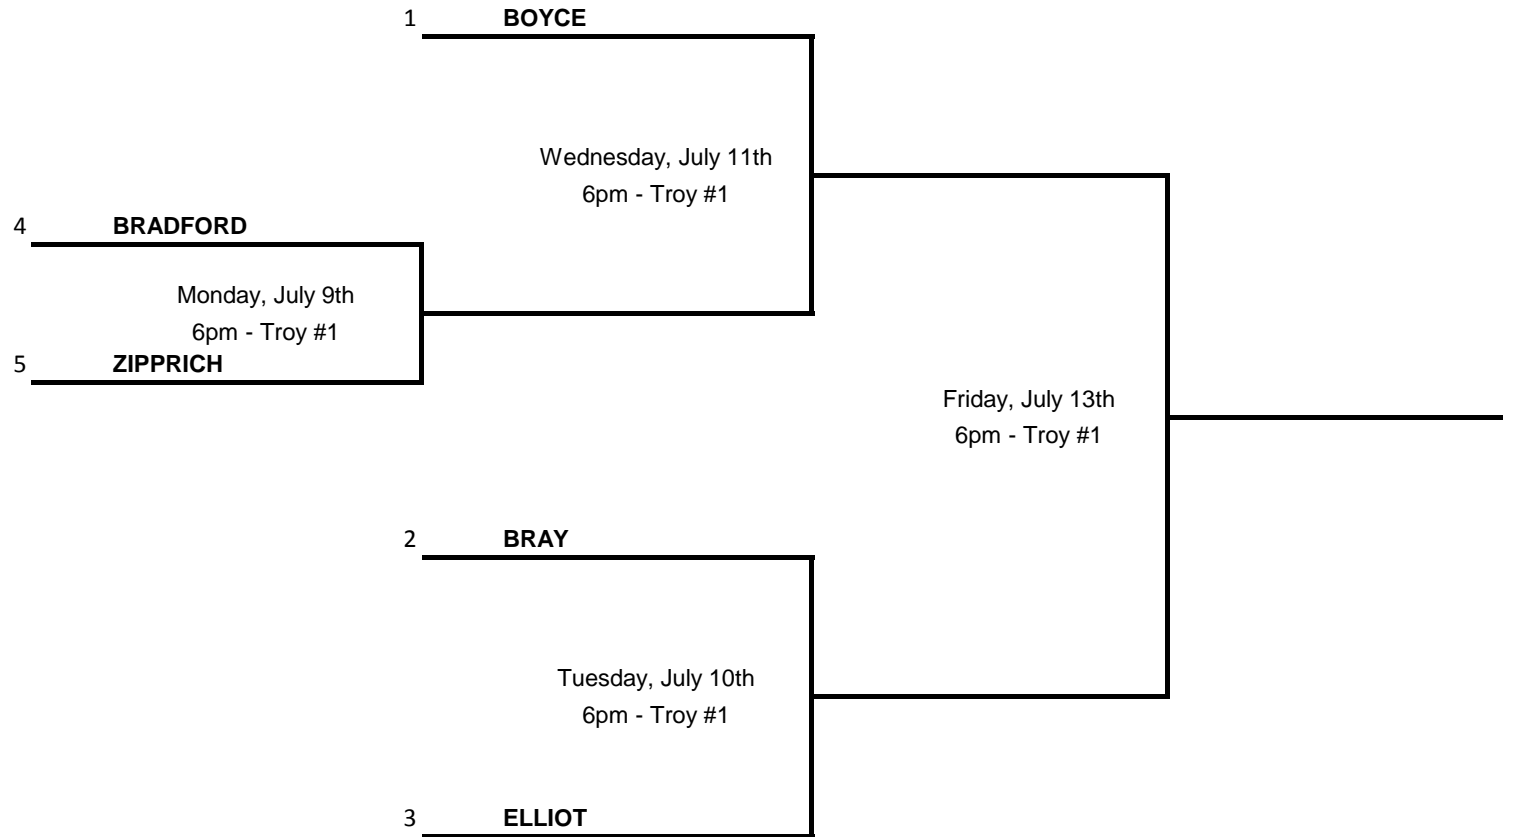 1 BOYCE
Wednesday, July 11th
6pm - Troy #1
4 BRADFORD
Monday, July 9th
6pm - Troy #1
5 ZIPPRICH
Friday, July 13th
6pm - Troy #1
2 BRAY
Tuesday, July 10th
6pm - Troy #1
3 ELLIOT